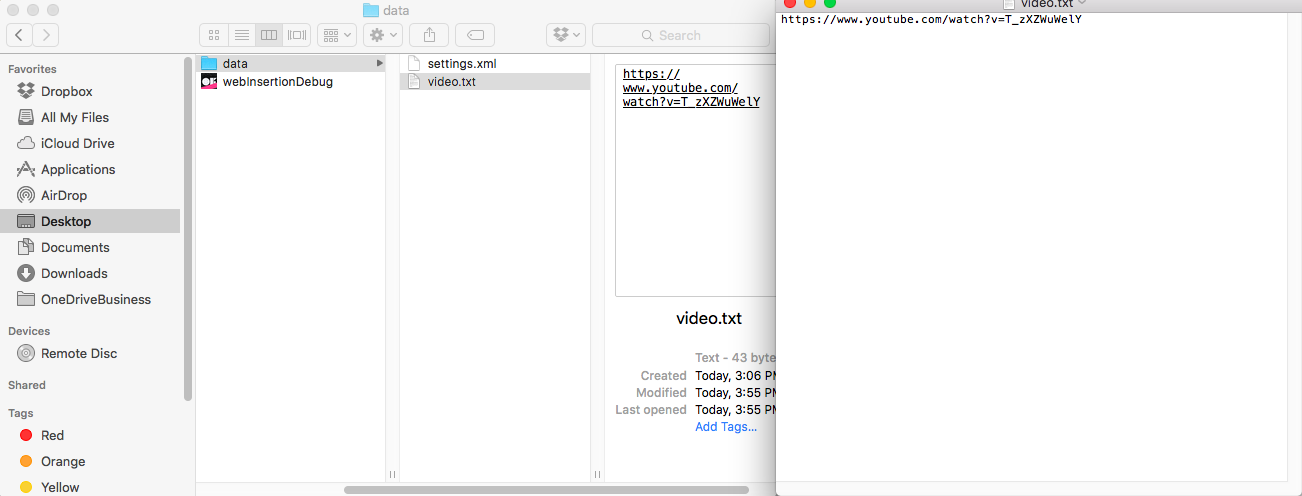 data
Search
Favorites
Dropbox
All My Files
iCloud Drive
Applications
AirDrop
Desktop
Documents
Downloads
OneDriveBusiness
Devices
Remote Disc
Shared
Tags
Red
Orange
Yellow
data
webinsertionDebug
settings.xml
video.txt
https://
www.youtube.com/
watch?v=T_zXZWuWelY
video.txt
Text - 43 byte
Created Today, 3:06 PM
Modified Today, 3:55 PM
Last opened Today, 3:55 PM
Add Tags...
video.txt
https://www.youtube.com/watch?v=T_zXZWuWelY